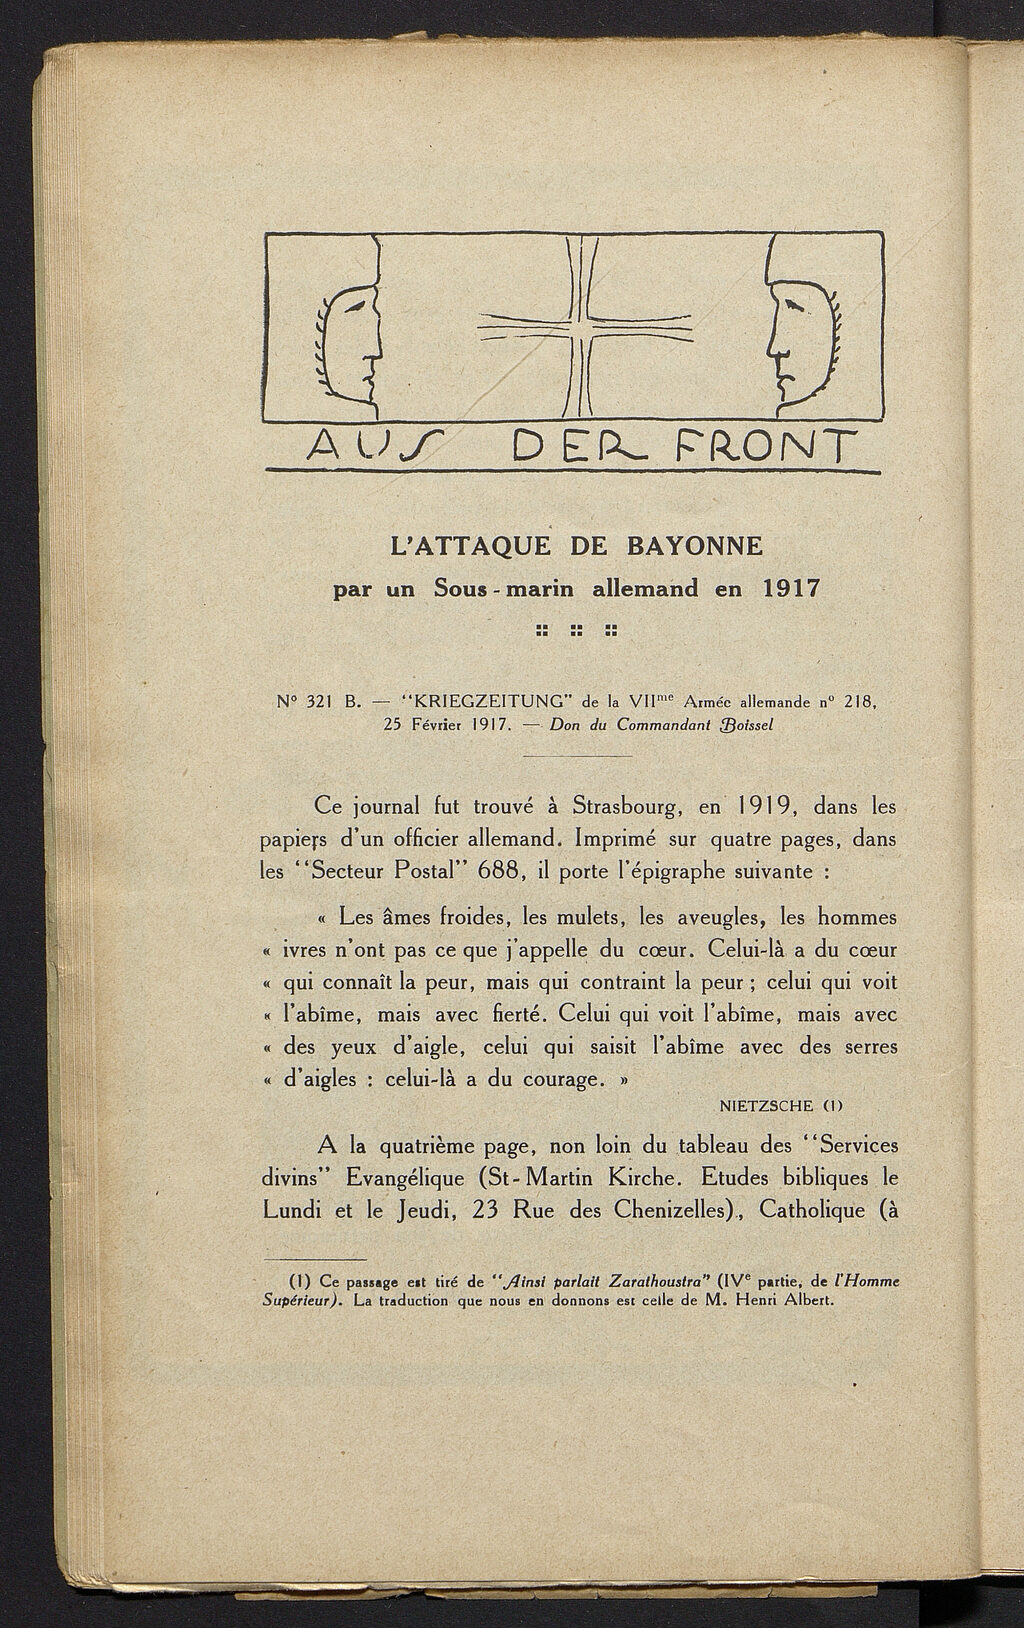 AUS DER FRONT
L'ATTAQUE DE BAYONNE
par un Sous-marin allemand en 1917
N° 321 B. — "KRIEGZEITUNG" de la VIIme Armée allemande n° 218,
25 Février 1917. — Don du Commandant Boissel
Ce journal fut trouvé à Strasbourg, en 1919, dans les
papiers d'un officier allemand. Imprimé sur quatre pages, dans
les "Secteur Postal" 688, il porte l'épigraphe suivante :
« Les âmes froides, les mulets, les aveugles, les hommes
« ivres n'ont pas ce que j'appelle du cœur. Celui-là a du cœur
« qui connaît la peur, mais qui contraint la peur ; celui qui voit
« l'abîme, mais avec fierté. Celui qui voit l'abîme, mais avec
« des yeux d'aigle, celui qui saisit l'abîme avec des serres
« d'aigles : celui-là a du courage. »
NIETZSCHE (1)
A la quatrième page, non loin du tableau des "Services
divins" Evangélique (St-Martin Kirche. Etudes bibliques le
Lundi et le Jeudi, 23 Rue des Chenizelles)., Catholique (à
(1) Ce passage est tiré de "Ainsi parlait Zarathoustra" (IVe partie, de l'Homme
Supérieur). La traduction que nous en donnons est celle de M. Henri Albert.